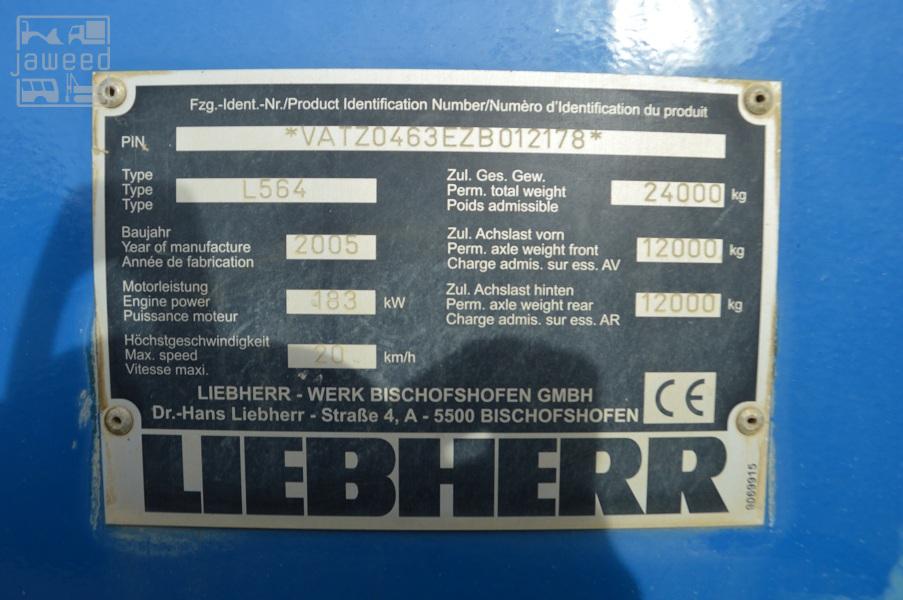 jaweed
Fzg.-Ident.-Nr./Product Identification Number/Numèro d'Identification du produit
PIN *VATZ0463EZB012178*
Type
Type L564
Type
Zul. Ges. Gew.
Perm. total weight 24000 kg
Poids admissible
Baujahr
Year of manufacture 2005
Année de fabrication
Zul. Achslast vorn
Perm. axle weight front 12000 kg
Charge admis. sur ess. AV
Motorleistung
Engine power 183 kW
Puissance moteur
Zul. Achslast hinten
Perm. axle weight rear 12000 kg
Charge admis. sur ess. AR
Höchstgeschwindigkeit
Max. speed 20 km/h
Vitesse maxi.
LIEBHERR - WERK BISCHOFSHOFEN GMBH
Dr.-Hans Liebherr - Straße 4, A - 5500 BISCHOFSHOFEN
CE
LIEBHERR
9069915